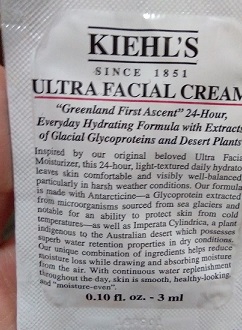 KIEHL'S
SINCE 1851
ULTRA FACIAL CREAM
"Greenland First Ascent" 24-Hour,
Everyday Hydrating Formula with Extracts
of Glacial Glycoproteins and Desert Plants
Inspired by our original beloved Ultra Facial
Moisturizer, this 24-hour, light-textured daily hydrator
leaves skin comfortable and visibly well-balanced
particularly in harsh weather conditions. Our formula
is made with Antarcticine—a Glycoprotein extracted
from microorganisms sourced from sea glaciers and
notable for an ability to protect skin from cold
temperatures—as well as Imperata Cylindrica, a plant
indigenous to the Australian desert which possesses
superb water retention properties in dry conditions.
Our unique combination of ingredients helps reduce
moisture loss while drawing and absorbing moisture
from the air. With continuous water replenishment
throughout the day, skin is smooth, healthy-looking,
and "moisture-even".
0.10 fl. oz. - 3 ml